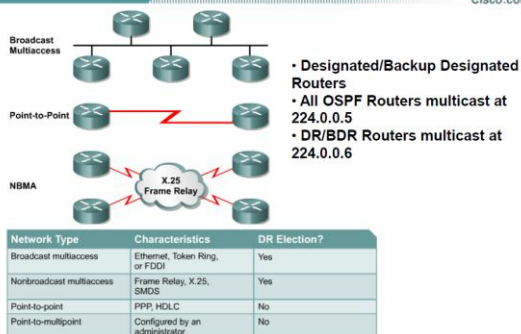 Cisco.com
Broadcast
Multiaccess
• Designated/Backup Designated
Routers
• All OSPF Routers multicast at
224.0.0.5
• DR/BDR Routers multicast at
224.0.0.6
Point-to-Point
NBMA
X.25
Frame Relay
Network Type Characteristics DR Election?
Broadcast multiaccess Ethernet, Token Ring, Yes
or FDDI
Nonbroadcast multiaccess Frame Relay, X.25, Yes
SMDS
Point-to-point PPP, HDLC No
Point-to-multipoint Configured by an No
administrator